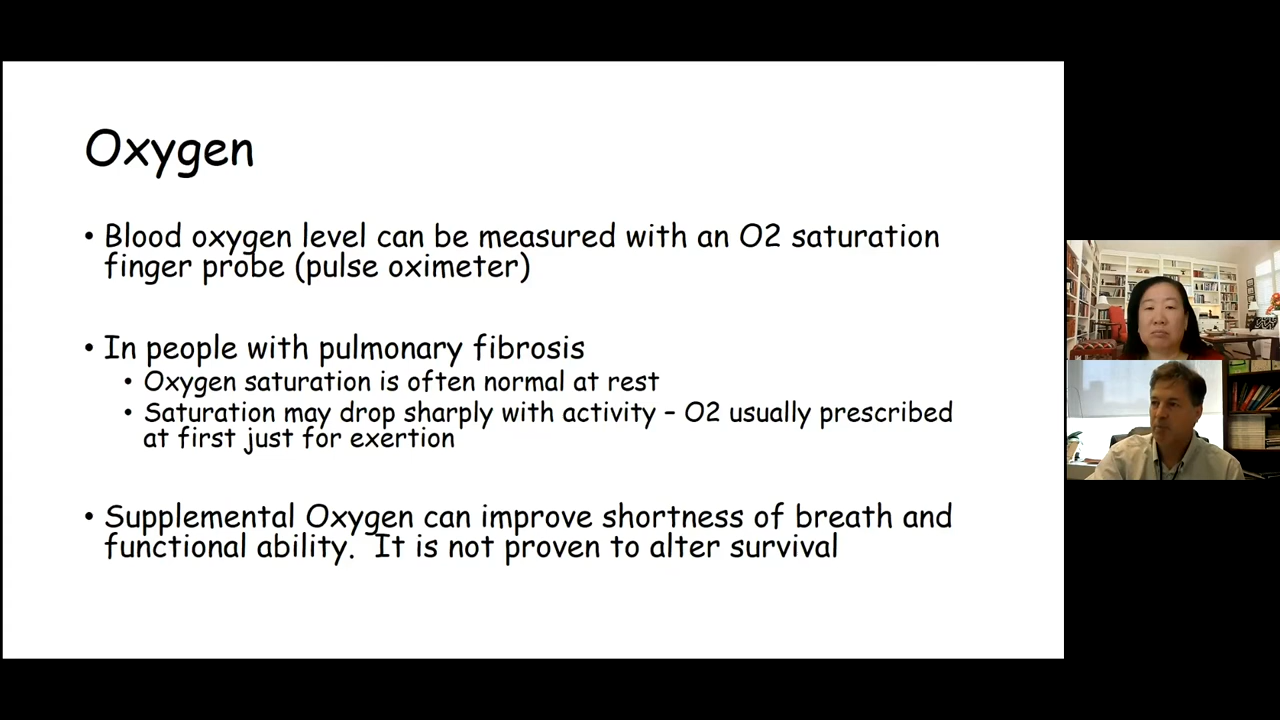 Oxygen
• Blood oxygen level can be measured with an O2 saturation
finger probe (pulse oximeter)
• In people with pulmonary fibrosis
• Oxygen saturation is often normal at rest
• Saturation may drop sharply with activity – O2 usually prescribed
at first just for exertion
• Supplemental Oxygen can improve shortness of breath and
functional ability.  It is not proven to alter survival